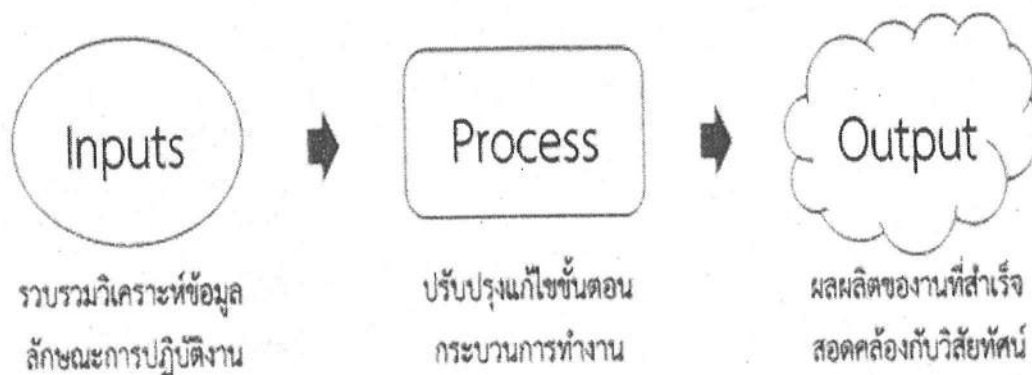 Inputs
Process
Output
รวบรวมวิเคราะห์ข้อมูล
ลักษณะการปฏิบัติงาน
ปรับปรุงแก้ไขขั้นตอน
กระบวนการทำงาน
ผลผลิตของงานที่สำเร็จ
สอดคล้องกับวิสัยทัศน์